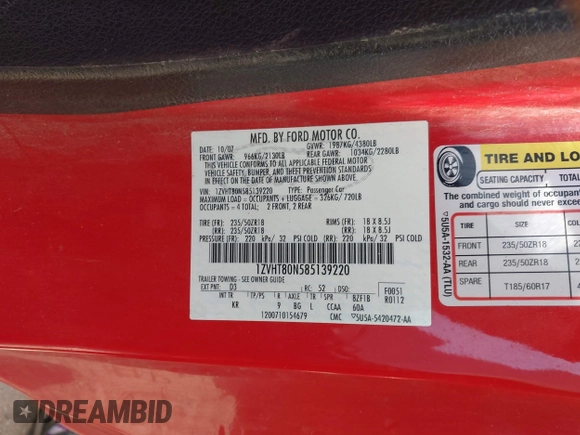 MFD. BY FORD MOTOR CO.
DATE: 10/07 GVWR: 1987KG/4380LB
FRONT GAWR: 966KG/2130LB REAR GAWR: 1034KG/2280LB
THIS VEHICLE CONFORMS TO ALL APPLICABLE FEDERAL MOTOR
VEHICLE SAFETY, BUMPER, AND THEFT PREVENTION STANDARDS
IN EFFECT ON THE DATE OF MANUFACTURE SHOWN ABOVE.
VIN: 1ZVHT80N585139220 TYPE: Passenger Car
MAXIMUM LOAD = OCCUPANTS + LUGGAGE = 326KG/ 720LB
OCCUPANTS = 4 TOTAL: 2 FRONT, 2 REAR
TIRE (FR): 235/50ZR18 RIMS (FR): 18 X 8.5J
(RR): 235/50ZR18 (RR): 18 X 8.5J
PRESSURE (FR): 220 kPa/ 32 PSI COLD (RR): 220 kPa/ 32 PSI COLD
1ZVHT80N585139220
TRAILER TOWING - SEE OWNER GUIDE
EXT PNT: D3 RC: 52 F0051
INT TR TP/PS R AXLE TR SPR BZF1B R0112
KR 9 BG L CCAA 60A
1200710154679 CMC ▽5U5A-5420472-AA
▽5U5A-1532-AA (TLU)
TIRE AND LO
SEATING CAPACITY TOTAL
The combined weight of occupants
and cargo should never excee
TIRE SIZE
FRONT 235/50ZR18
REAR 235/50ZR18
SPARE T185/60R17
DREAMBID